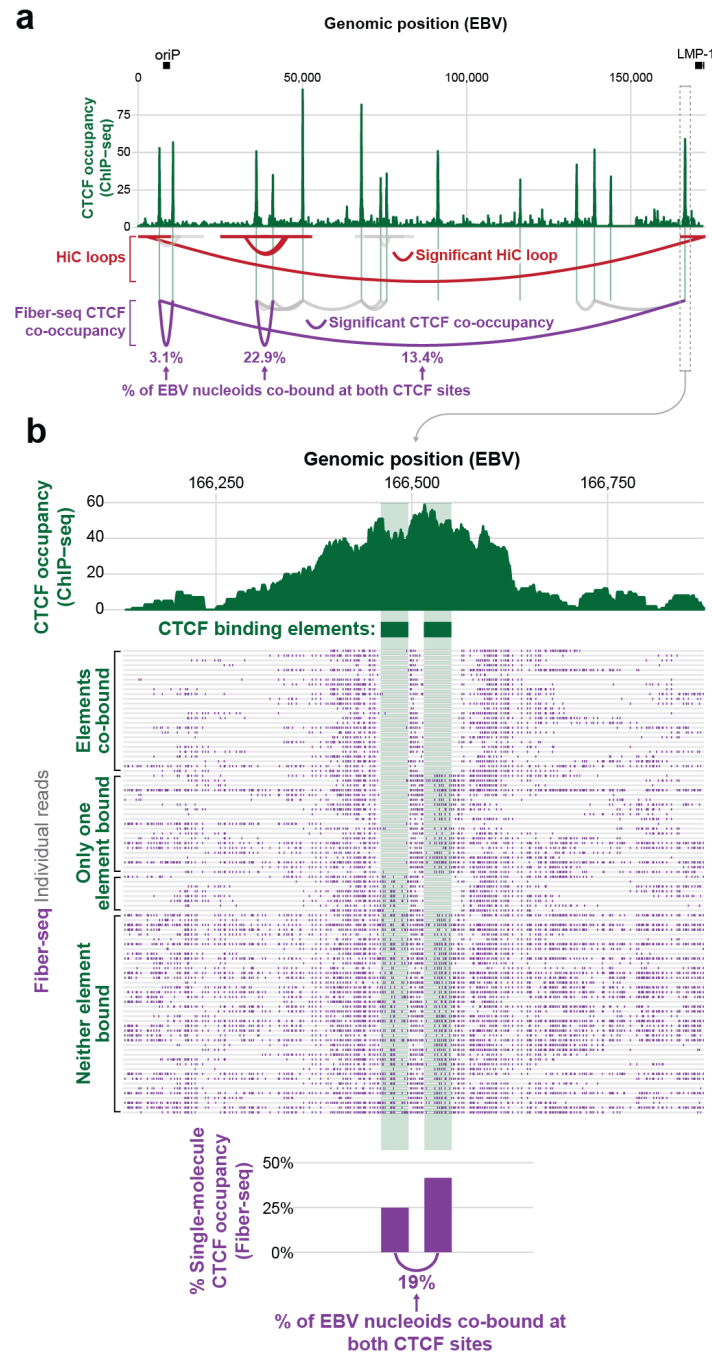 a
Genomic position (EBV)
oriP
LMP-1
0
50,000
100,000
150,000
CTCF occupancy
(ChIP−seq)
75
50
25
0
HiC loops
Significant HiC loop
Fiber-seq CTCF
co-occupancy
Significant CTCF co-occupancy
3.1%
22.9%
13.4%
% of EBV nucleoids co-bound at both CTCF sites
b
Genomic position (EBV)
166,250
166,500
166,750
CTCF occupancy
(ChIP−seq)
60
40
20
0
CTCF binding elements:
Fiber-seq Individual reads
Elements
co-bound
Only one
element bound
Neither element
bound
% Single-molecule
CTCF occupancy
(Fiber-seq)
50%
25%
0%
19%
% of EBV nucleoids co-bound at
both CTCF sites